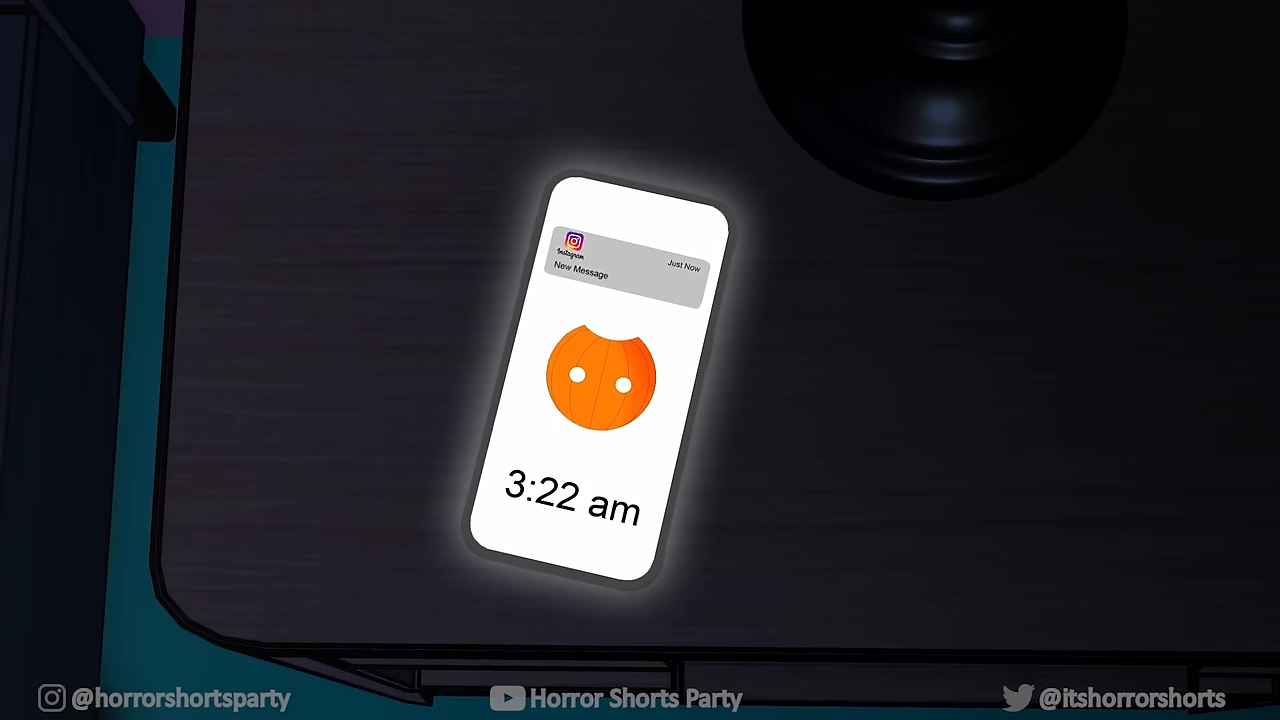 Instagram
Just Now
New Message
3:22 am
@horrorshortsparty
Horror Shorts Party
@itshorrorshorts